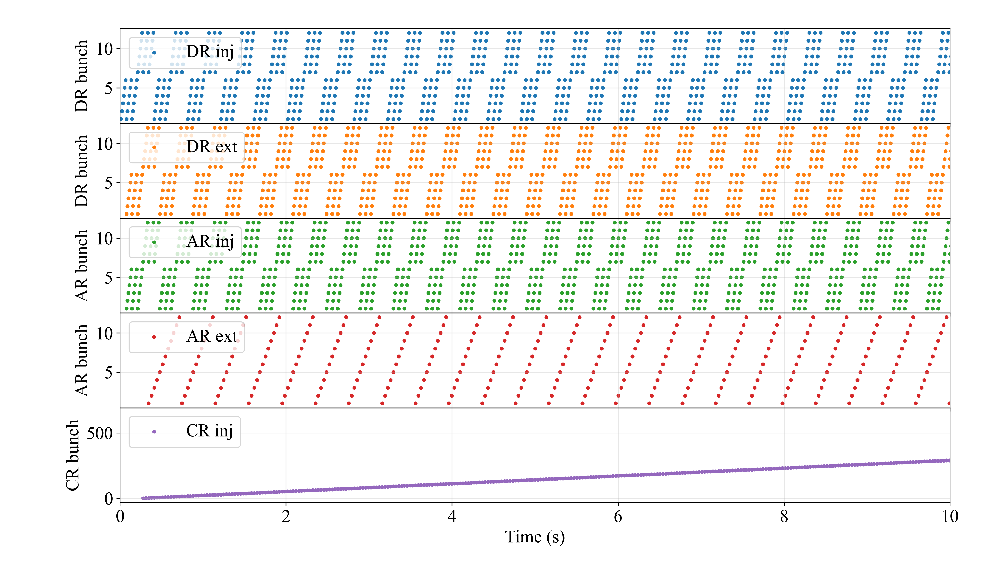 DR bunch
10
5
DR inj
DR bunch
10
5
DR ext
AR bunch
10
5
AR inj
AR bunch
10
5
AR ext
CR bunch
500
0
CR inj
0 2 4 6 8 10
Time (s)